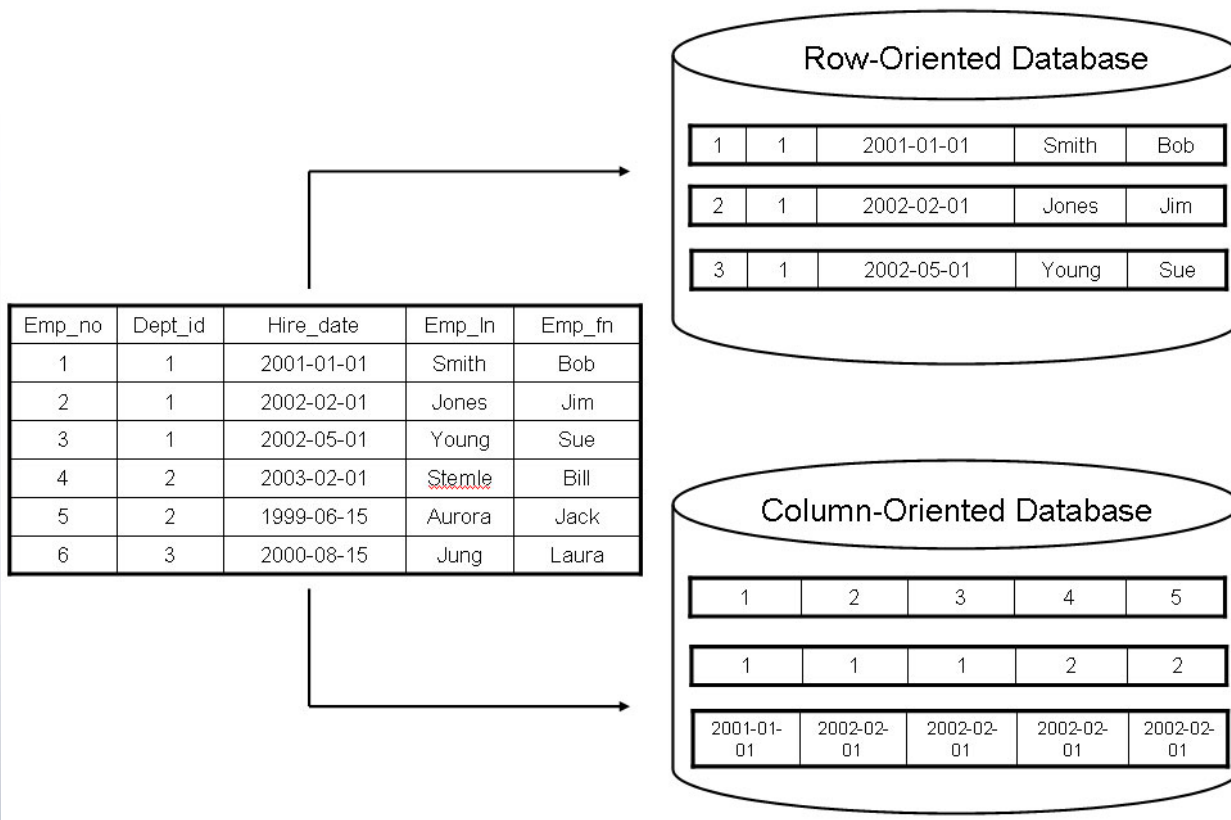 Row-Oriented Database
1 1 2001-01-01 Smith Bob
2 1 2002-02-01 Jones Jim
3 1 2002-05-01 Young Sue
Emp_no Dept_id Hire_date Emp_ln Emp_fn
1 1 2001-01-01 Smith Bob
2 1 2002-02-01 Jones Jim
3 1 2002-05-01 Young Sue
4 2 2003-02-01 Stemle Bill
5 2 1999-06-15 Aurora Jack
6 3 2000-08-15 Jung Laura
Column-Oriented Database
1 2 3 4 5
1 1 1 2 2
2001-01- 2002-02- 2002-02- 2002-02- 2002-02-
01 01 01 01 01